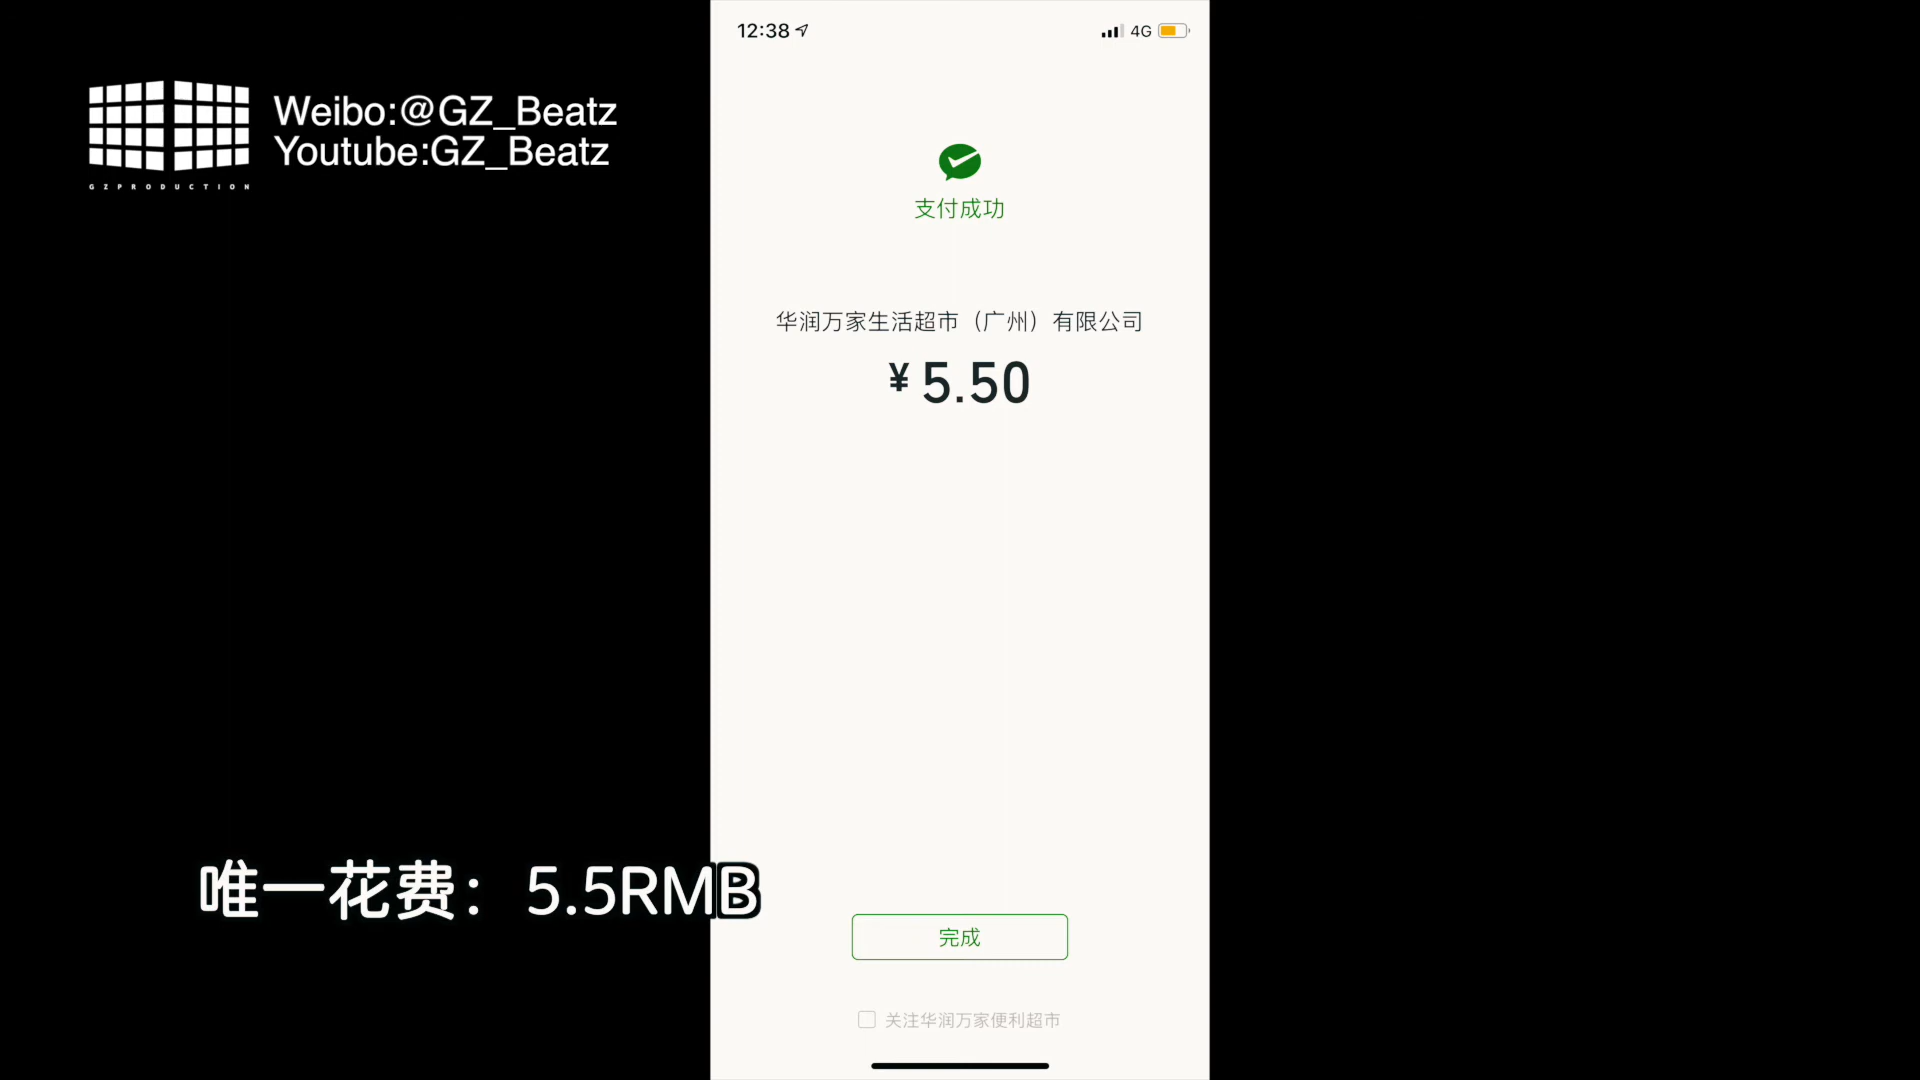 12:38
4G
Weibo:@GZ_Beatz
Youtube:GZ_Beatz
GZPRODUCTION
支付成功
华润万家生活超市（广州）有限公司
¥5.50
唯一花费：5.5RMB
完成
关注华润万家便利超市